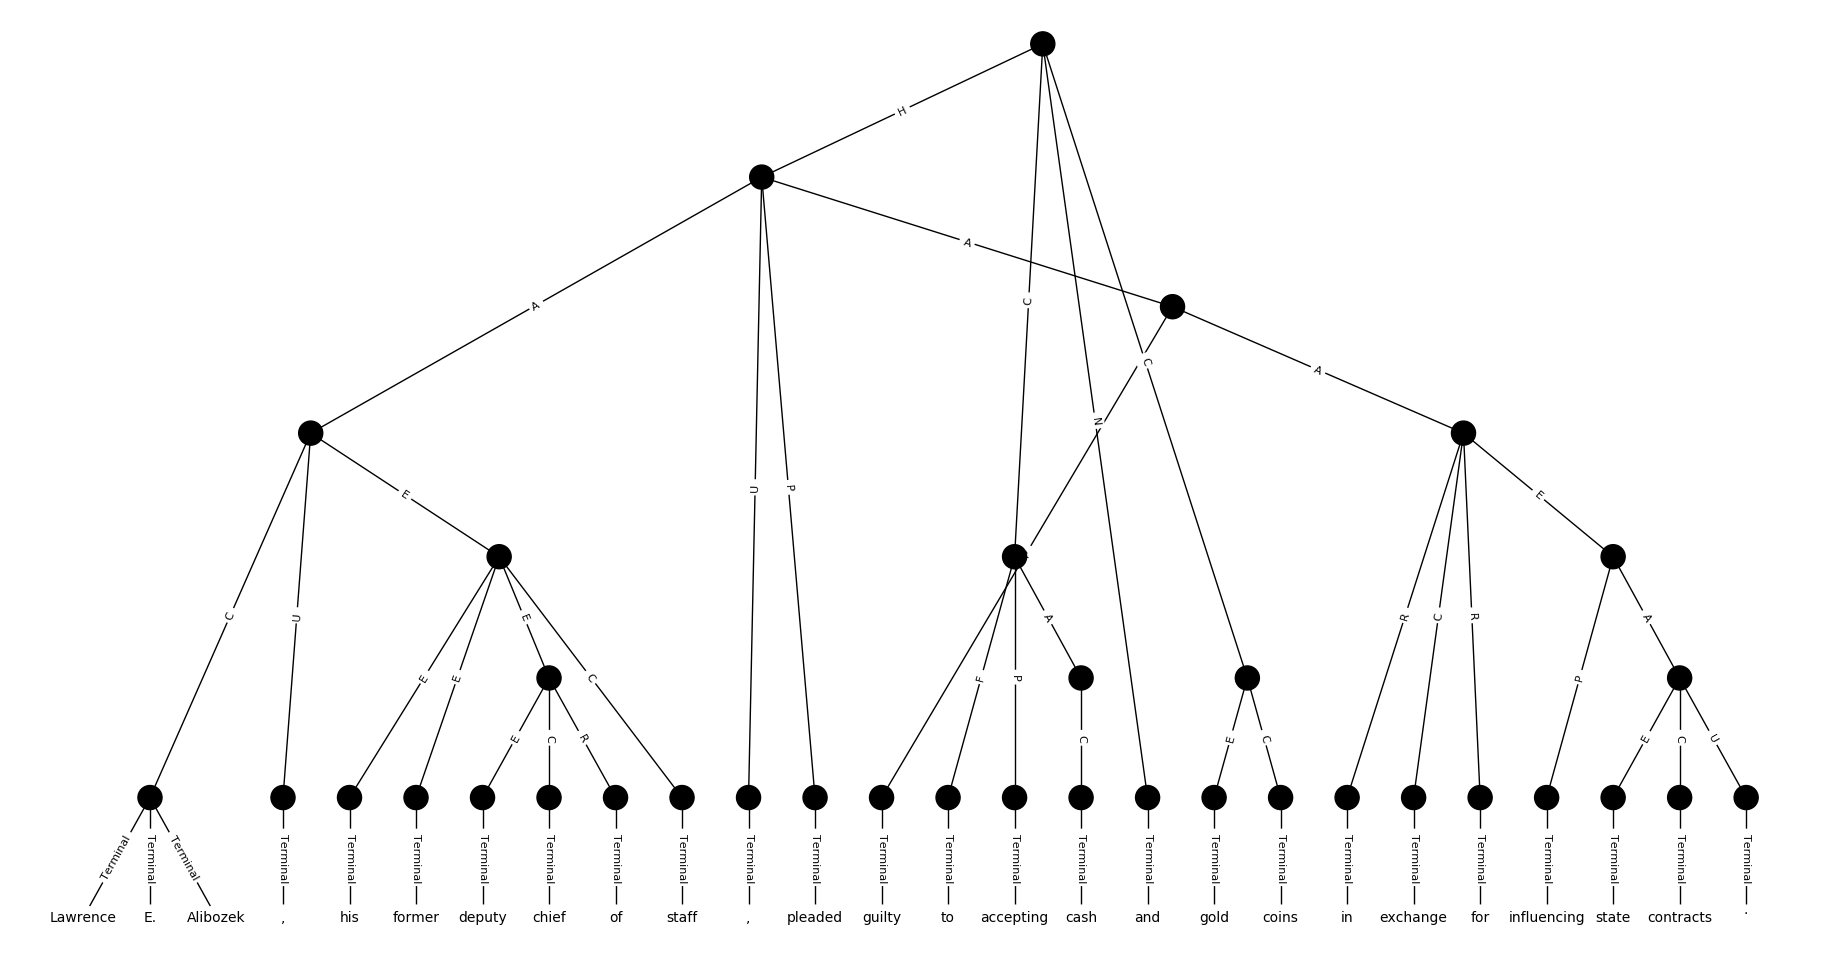 H
A
A
C
A
C
N
E
U
P
E
C
U
E
A
R
C
R
A
E
E
C
F
P
P
E
C
R
C
E
C
E
C
U
Terminal Terminal Terminal Terminal Terminal Terminal Terminal Terminal Terminal Terminal Terminal Terminal Terminal Terminal Terminal Terminal Terminal Terminal Terminal Terminal Terminal Terminal Terminal Terminal Terminal Terminal
Lawrence E. Alibozek , his former deputy chief of staff , pleaded guilty to accepting cash and gold coins in exchange for influencing state contracts .